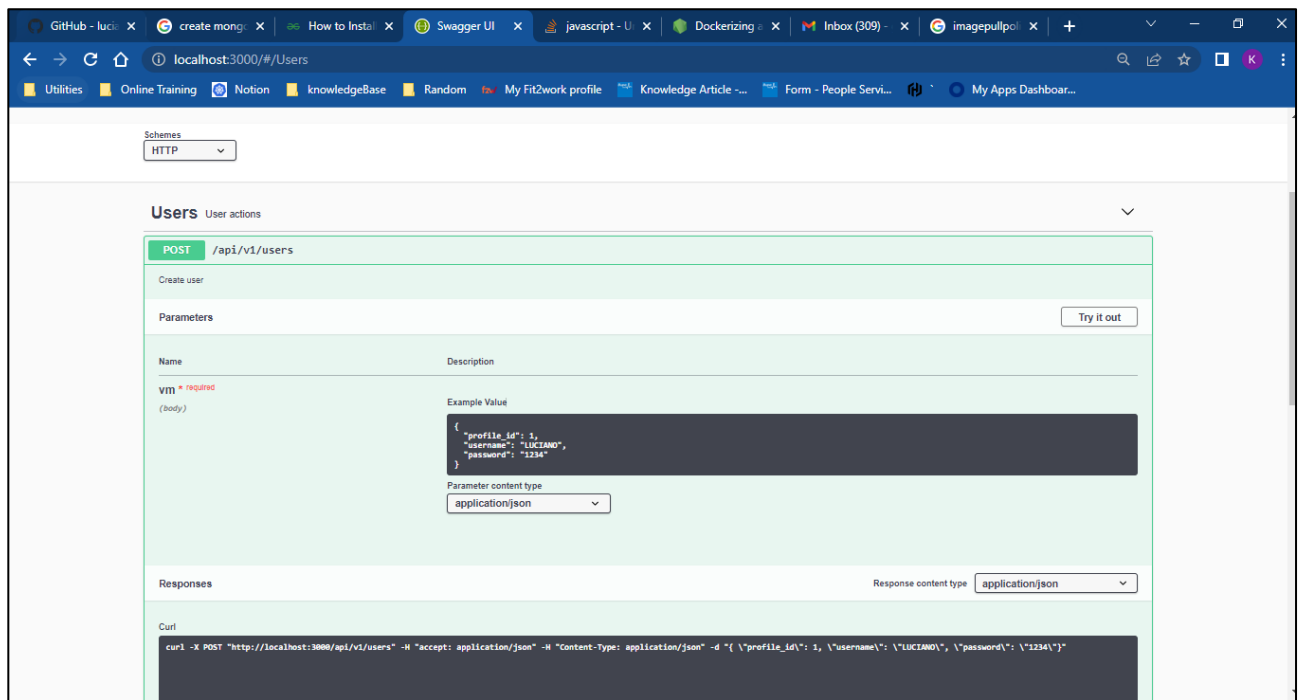 GitHub - lucia
create mongo
How to Instal
Swagger UI
javascript - U
Dockerizing a
Inbox (309) -
imagepullpoli
localhost:3000/#/Users
K
Utilities
Online Training
Notion
knowledgeBase
Random
My Fit2work profile
Knowledge Article -...
Form - People Servi...
My Apps Dashboar...
Schemes
HTTP
Users User actions
POST /api/v1/users
Create user
Parameters
Try it out
Name
Description
vm * required
(body)
Example Value
{
"profile_id": 1,
"username": "LUCIANO",
"password": "1234"
}
Parameter content type
application/json
Responses
Response content type
application/json
Curl
curl -X POST "http://localhost:3000/api/v1/users" -H "accept: application/json" -H "Content-Type: application/json" -d "{ \"profile_id\": 1, \"username\": \"LUCIANO\", \"password\": \"1234\"}"